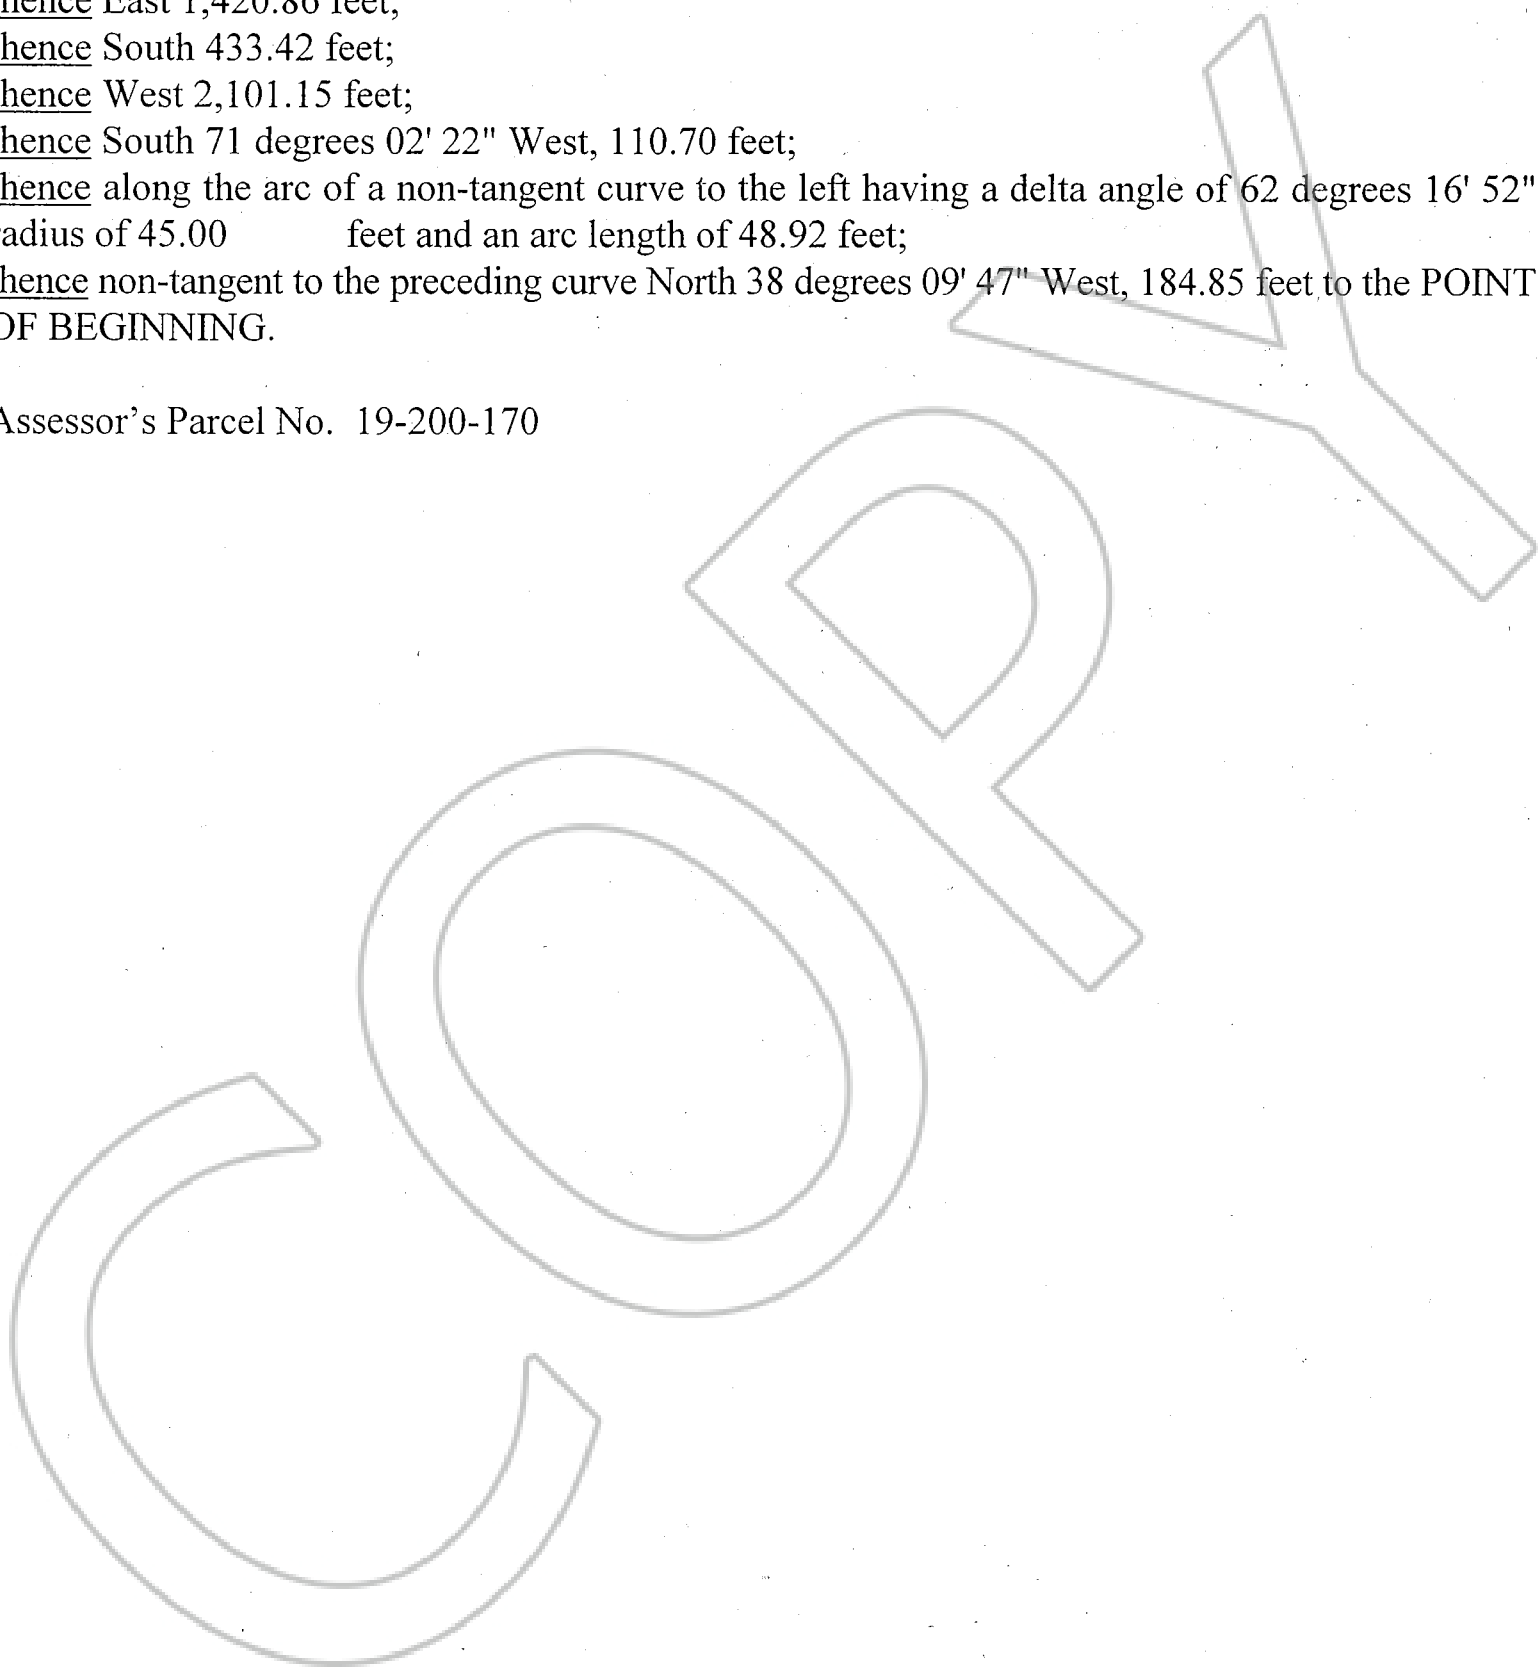 hence East 1,420.86 feet;
hence South 433.42 feet;
hence West 2,101.15 feet;
hence South 71 degrees 02' 22" West, 110.70 feet;
hence along the arc of a non-tangent curve to the left having a delta angle of 62 degrees 16' 52"
adius of 45.00 feet and an arc length of 48.92 feet;
hence non-tangent to the preceding curve North 38 degrees 09' 47" West, 184.85 feet to the POINT
OF BEGINNING.
Assessor's Parcel No. 19-200-170
COPY